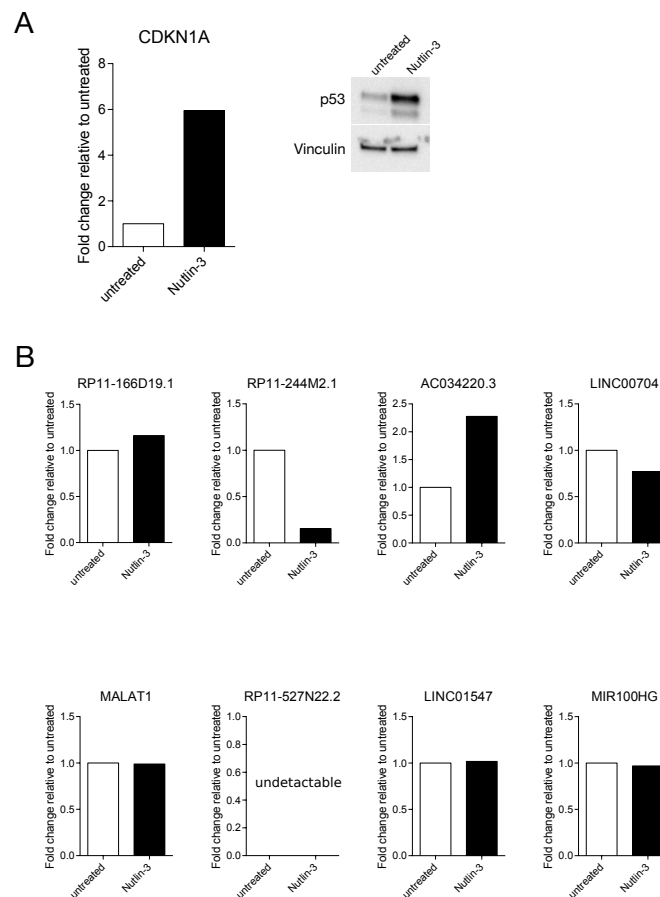 A
CDKN1A
Fold change relative to untreated
8
6
4
2
0
untreated
Nutlin-3
untreated
Nutlin-3
p53
Vinculin
B
RP11-166D19.1
Fold change relative to untreated
1.5
1.0
0.5
0.0
untreated
Nutlin-3
RP11-244M2.1
Fold change relative to untreated
1.5
1.0
0.5
0.0
untreated
Nutlin-3
AC034220.3
Fold change relative to untreated
2.5
2.0
1.5
1.0
0.5
0.0
untreated
Nutlin-3
LINC00704
Fold change relative to untreated
1.5
1.0
0.5
0.0
untreated
Nutlin-3
MALAT1
Fold change relative to untreated
1.5
1.0
0.5
0.0
untreated
Nutlin-3
RP11-527N22.2
Fold change relative to untreated
1.0
0.8
0.6
0.4
0.2
0.0
undetactable
untreated
Nutlin-3
LINC01547
Fold change relative to untreated
1.5
1.0
0.5
0.0
untreated
Nutlin-3
MIR100HG
Fold change relative to untreated
1.5
1.0
0.5
0.0
untreated
Nutlin-3